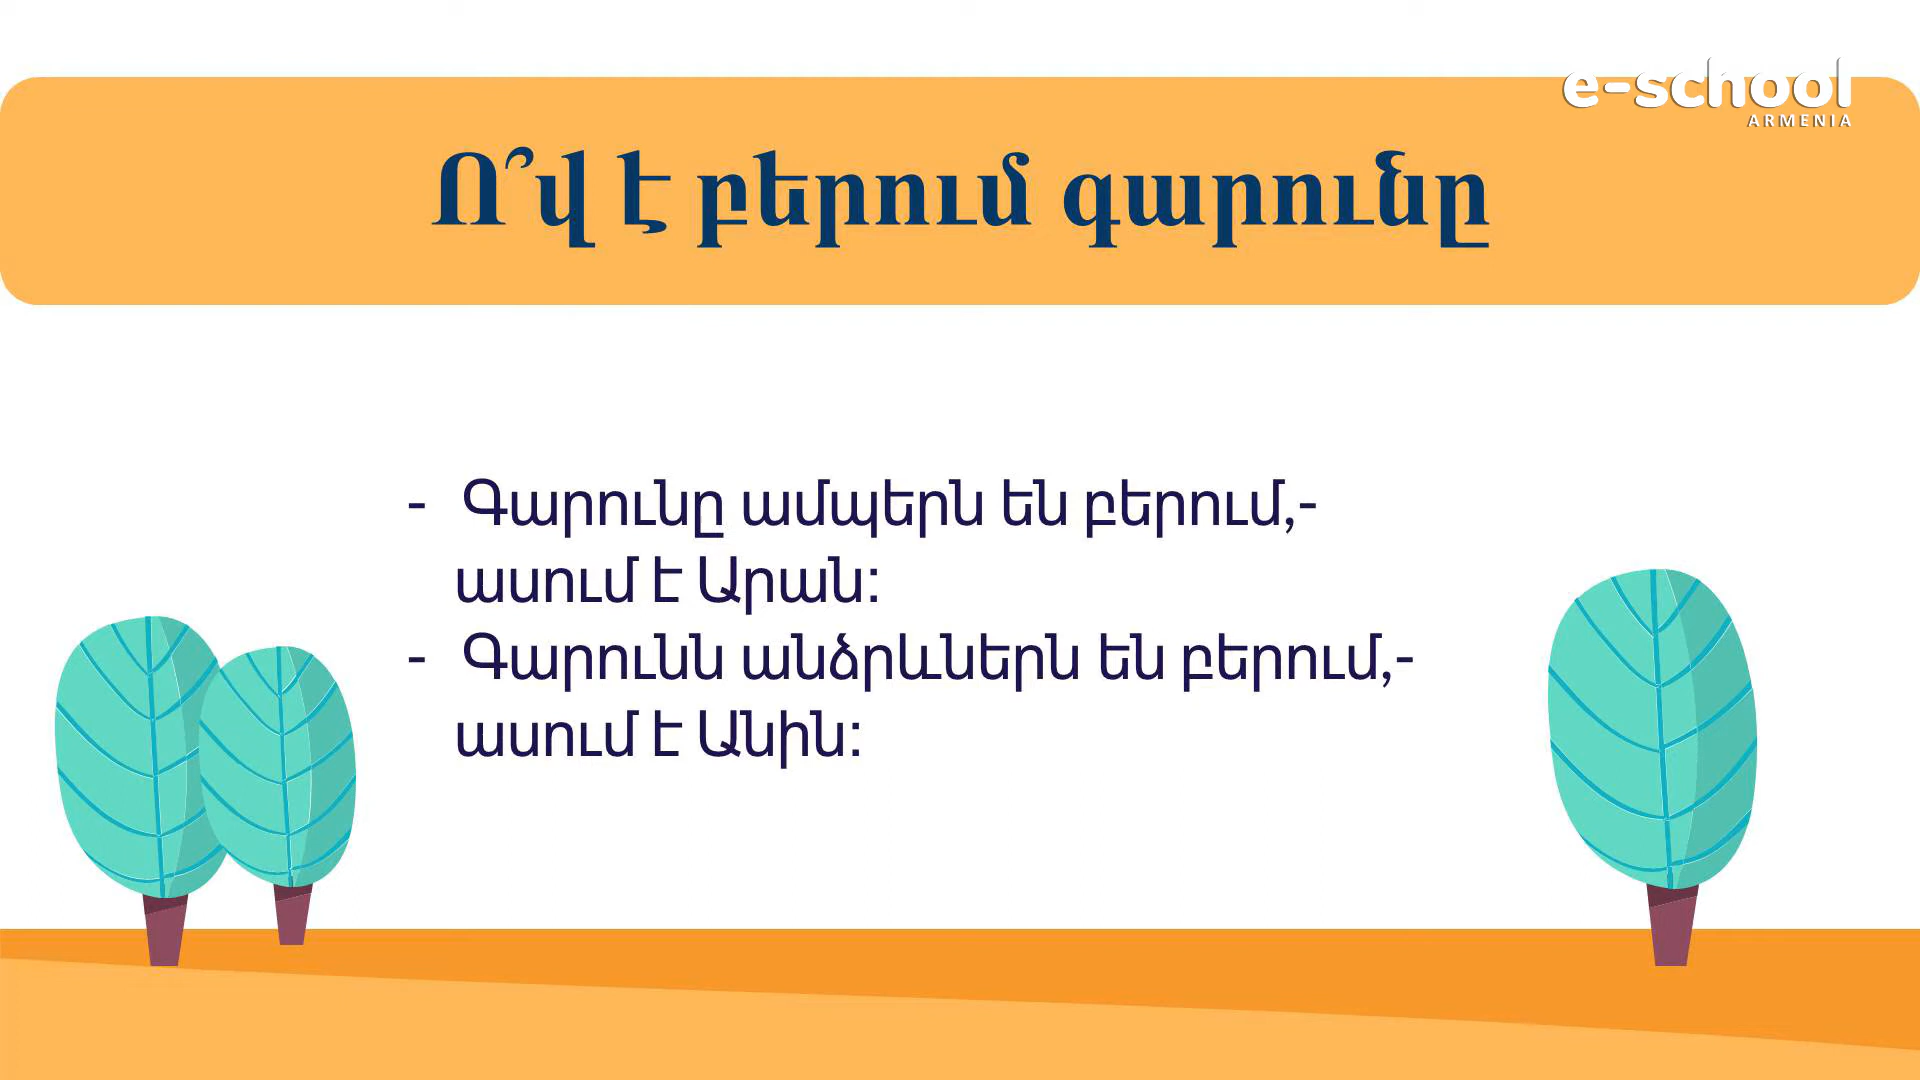 e-school
ARMENIA
Ո՞վ է բերում գարունը
- Գարունը ամպերն են բերում,-
ասում է Արան:
- Գարունն անձրևներն են բերում,-
ասում է Անին: